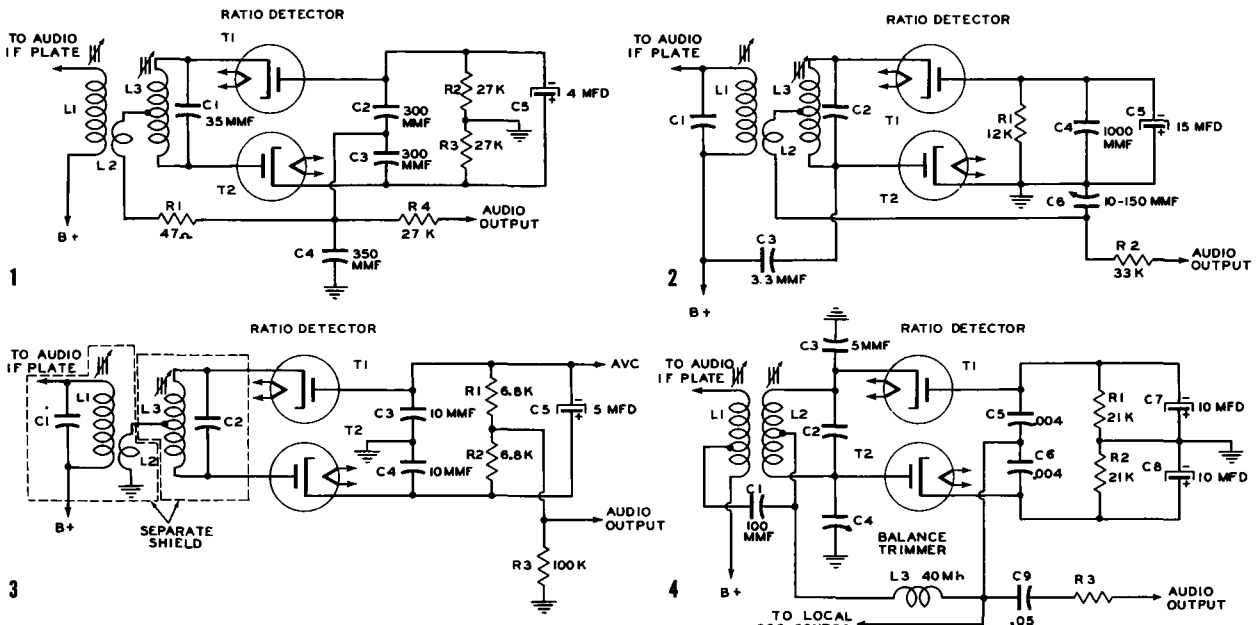 RATIO DETECTOR
1
TO AUDIO
IF PLATE
T1
L1
L3
L2
C1
35MMF
T2
B+
R1
47Ω
C2
300
MMF
C3
300
MMF
R2
27K
R3
27K
C5
4 MFD
R4
27 K
AUDIO
OUTPUT
C4
350
MMF
RATIO DETECTOR
2
TO AUDIO
IF PLATE
C1
L1
L3
L2
C2
T1
T2
R1
12K
C4
1000
MMF
C5
15 MFD
C6
10-150 MMF
C3
3.3 MMF
B+
R2
33K
AUDIO
OUTPUT
RATIO DETECTOR
3
TO AUDIO
IF PLATE
C1
L1
L3
L2
C2
T1
T2
B+
SEPARATE
SHIELD
C3
10 MMF
C4
10MMF
R1
6.8K
R2
6.8K
C5
5 MFD
AVC
AUDIO
OUTPUT
R3
100K
RATIO DETECTOR
4
TO AUDIO
IF PLATE
C3
5MMF
L1
L2
C2
T1
T2
C1
100
MMF
C4
BALANCE
TRIMMER
B+
C5
.004
C6
.004
R1
21K
R2
21K
C7
10 MFD
C8
10 MFD
L3 40Mh
C9
.05
R3
AUDIO
OUTPUT
TO LOCAL